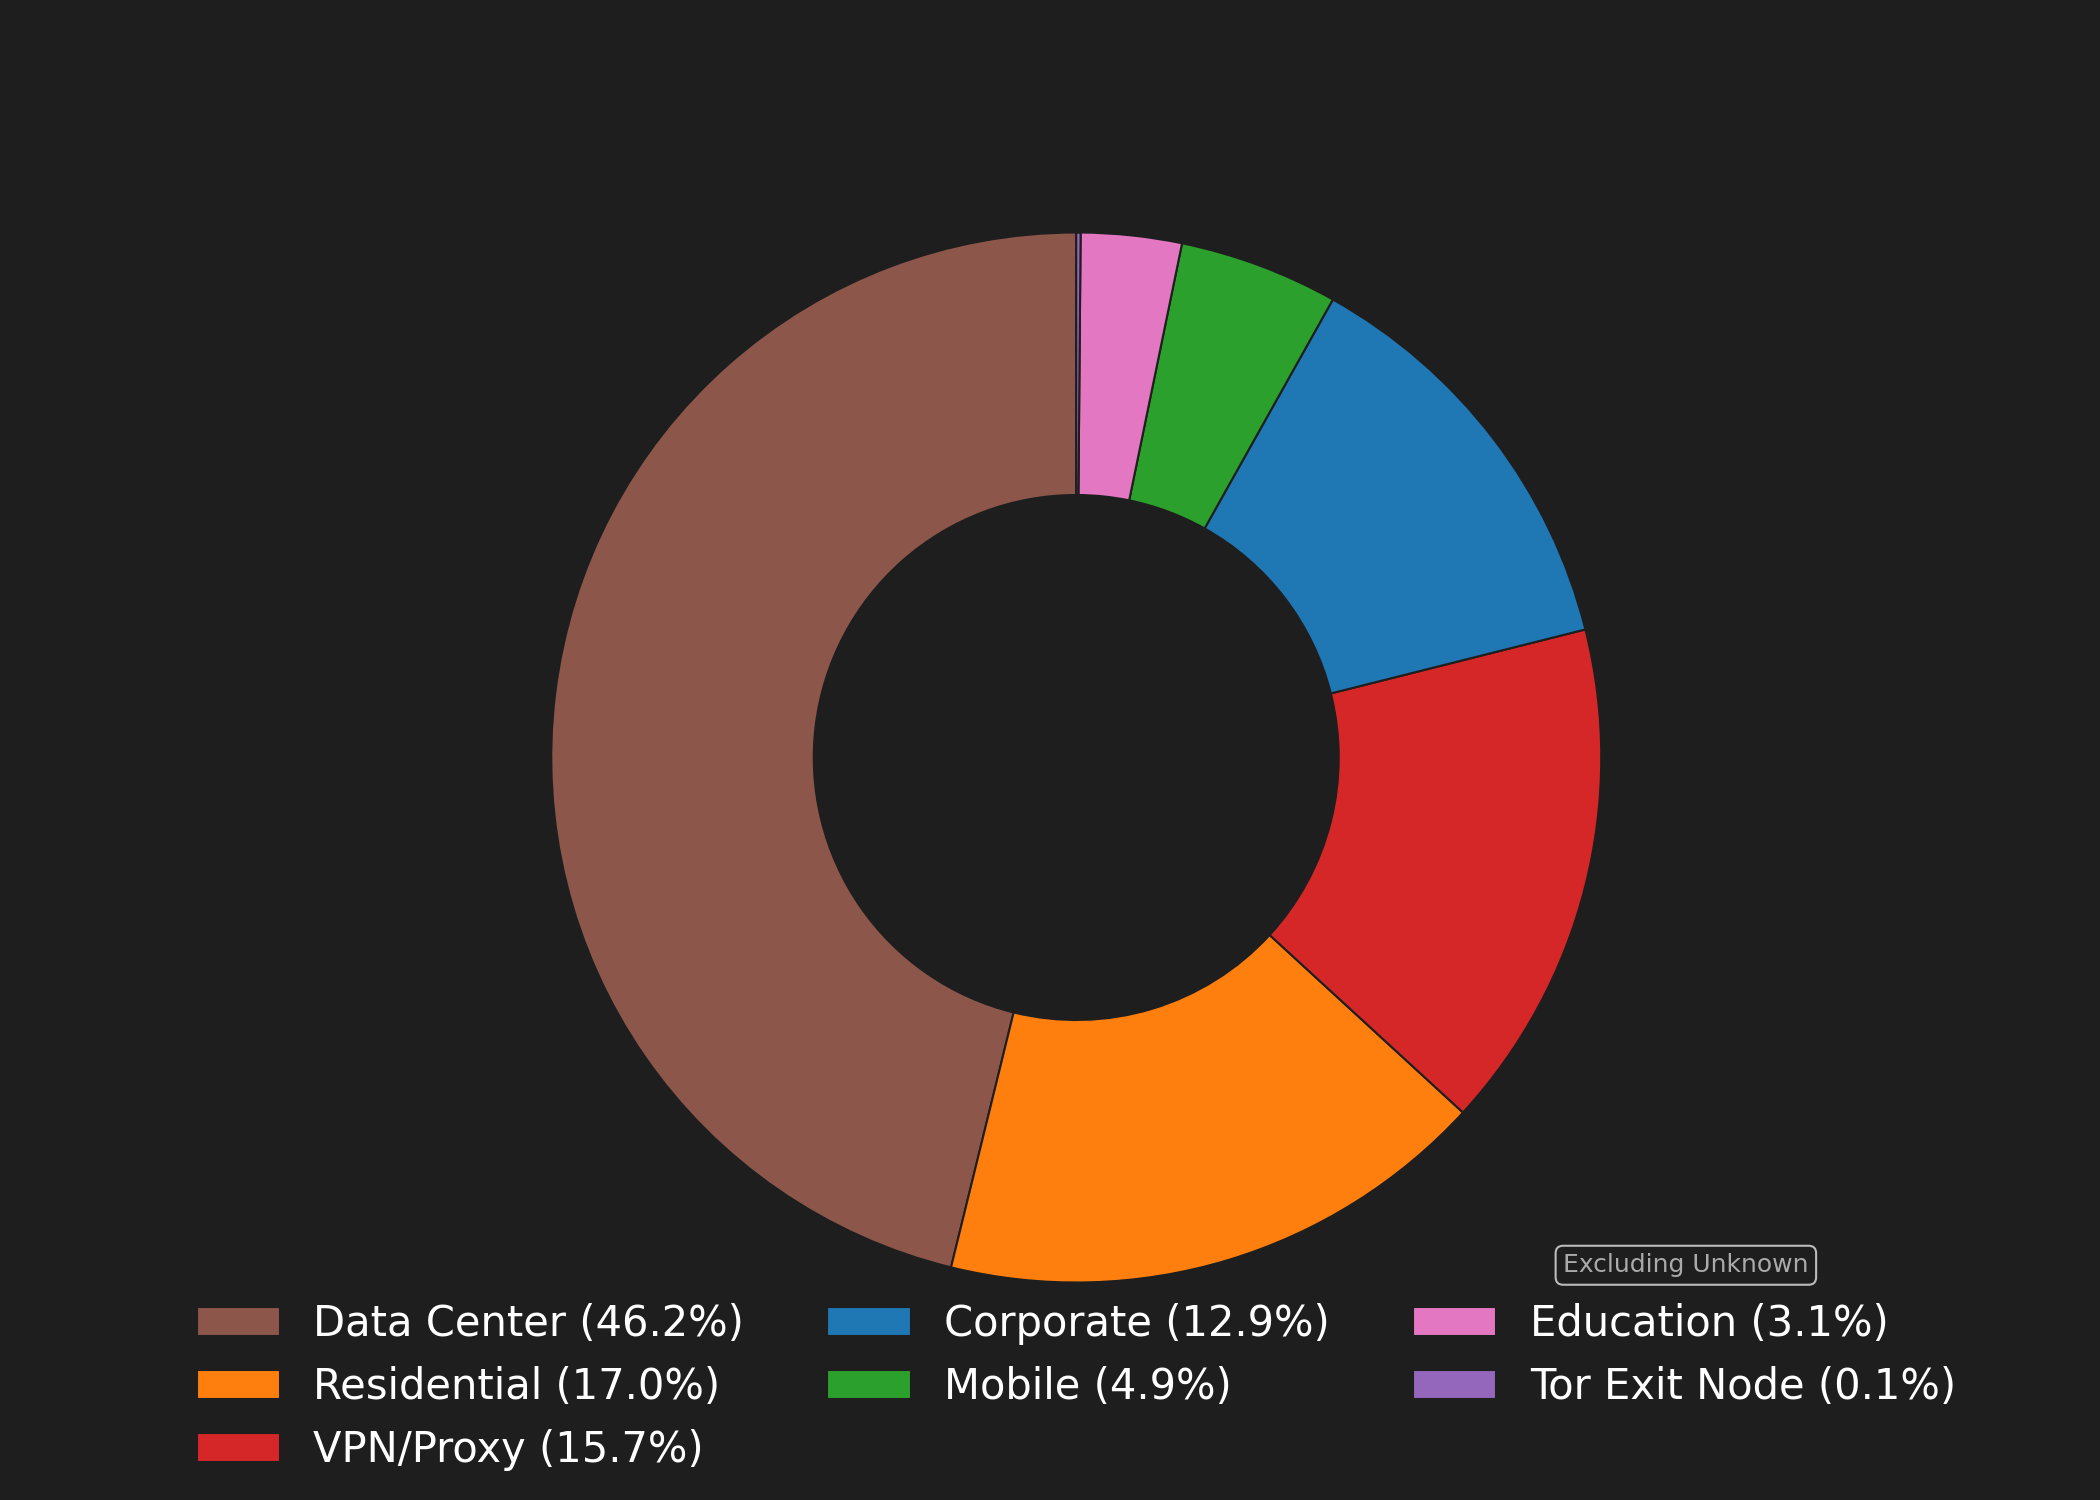 Excluding Unknown
Data Center (46.2%)
Residential (17.0%)
VPN/Proxy (15.7%)
Corporate (12.9%)
Mobile (4.9%)
Education (3.1%)
Tor Exit Node (0.1%)